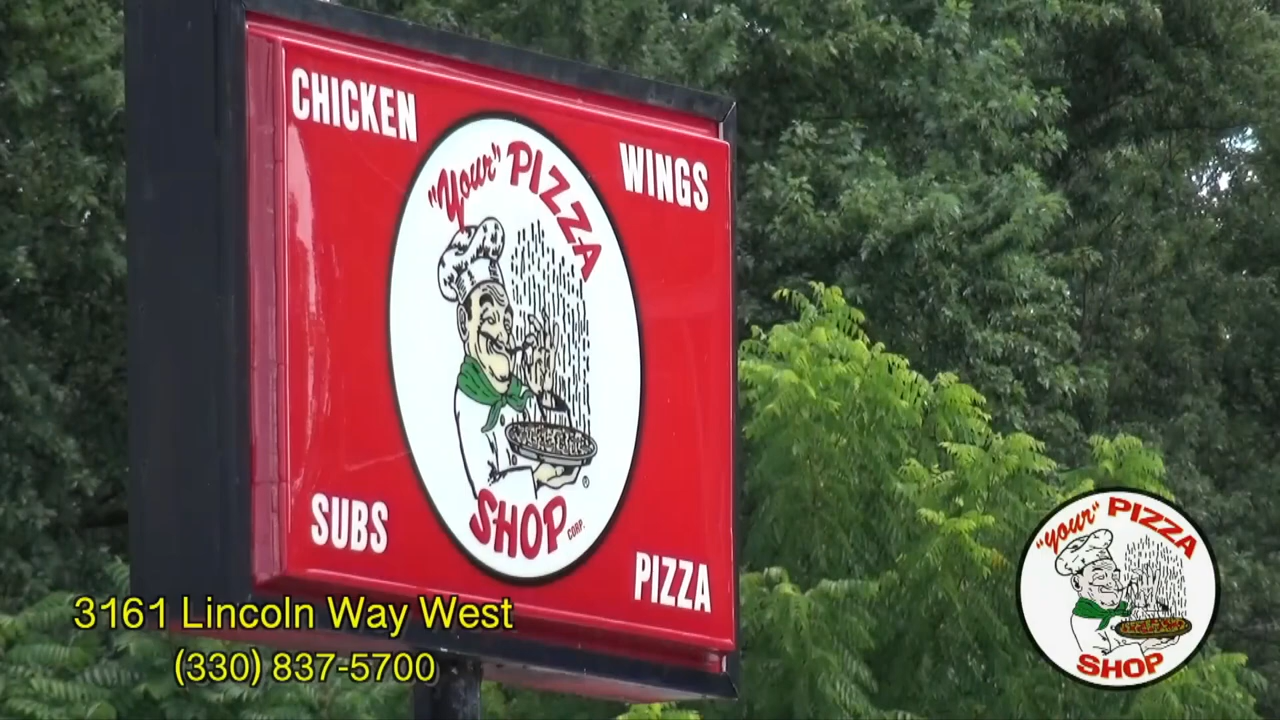 CHICKEN
WINGS
"Your" PIZZA
SHOP CORP.
®
SUBS
PIZZA
3161 Lincoln Way West
(330) 837-5700
"Your" PIZZA
SHOP